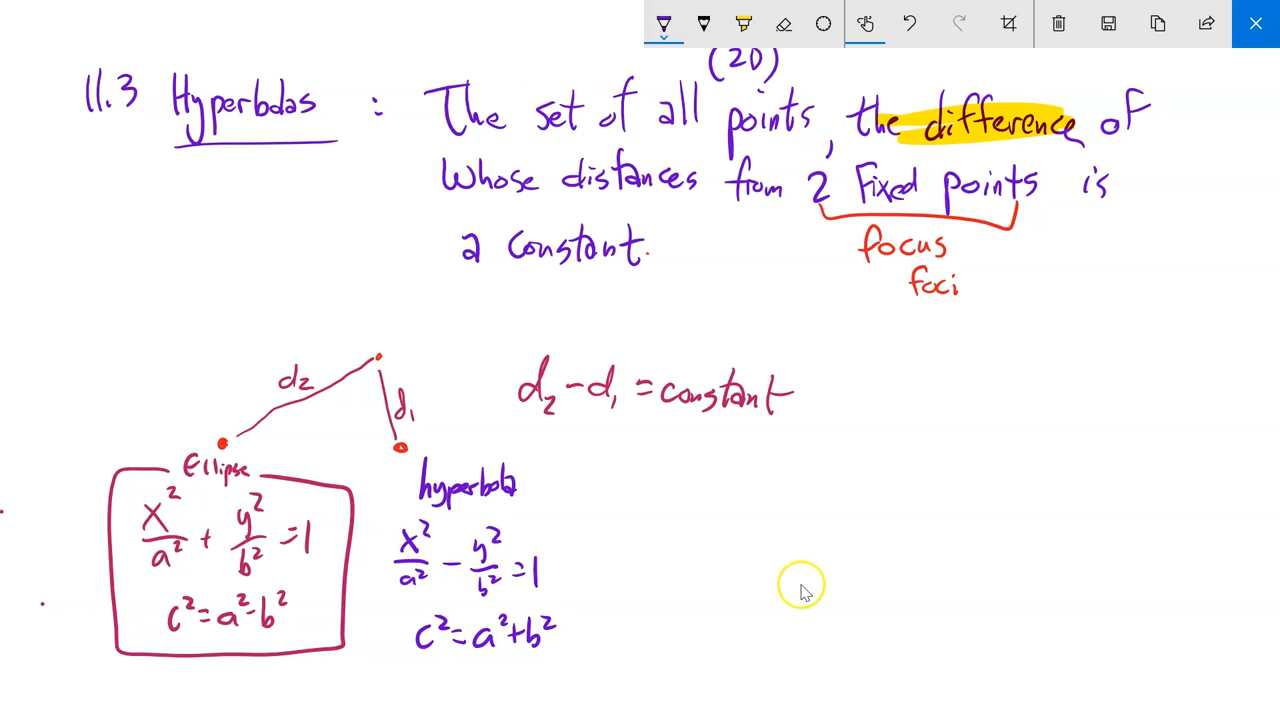 (20)
11.3 Hyperbolas : The set of all points, the difference of
whose distances from 2 Fixed points is
a constant.
focus
foci
d₂
d₁
d₂ - d₁ = constant
Ellipse
x²/a² + y²/b² = 1
c² = a² - b²
hyperbola
x²/a² - y²/b² = 1
c² = a² + b²